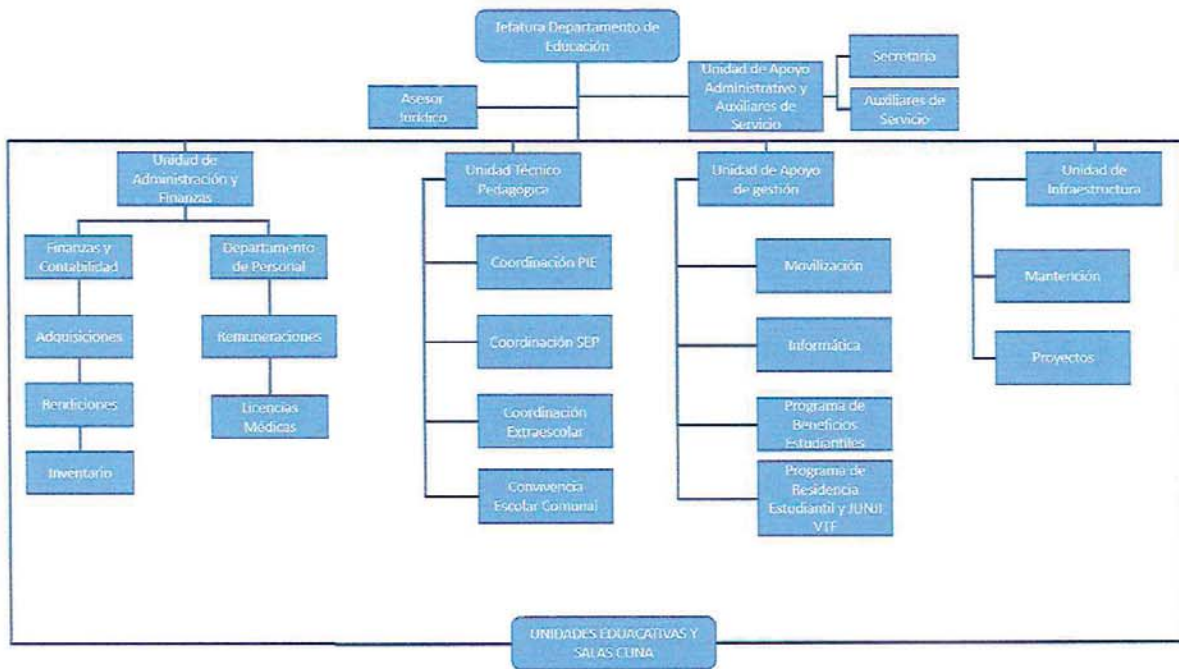 Jefatura Departamento de
Educación
Unidad de Apoyo
Administrativo y
Auxiliares de
Servicio
Secretaria
Auxiliares de
Servicio
Asesor
Jurídico
Unidad de
Administración y
Finanzas
Unidad Técnico
Pedagógica
Unidad de Apoyo
de gestión
Unidad de
Infraestructura
Finanzas y
Contabilidad
Departamento
de Personal
Adquisiciones
Remuneraciones
Rendiciones
Licencias
Médicas
Inventario
Coordinación PIE
Coordinación SEP
Coordinación
Extraescolar
Convivencia
Escolar Comunal
Movilización
Informática
Programa de
Beneficios
Estudiantiles
Programa de
Residencia
Estudiantil y JUNJI
VTF
Mantención
Proyectos
UNIDADES EDUACATIVAS Y
SALAS CUNA